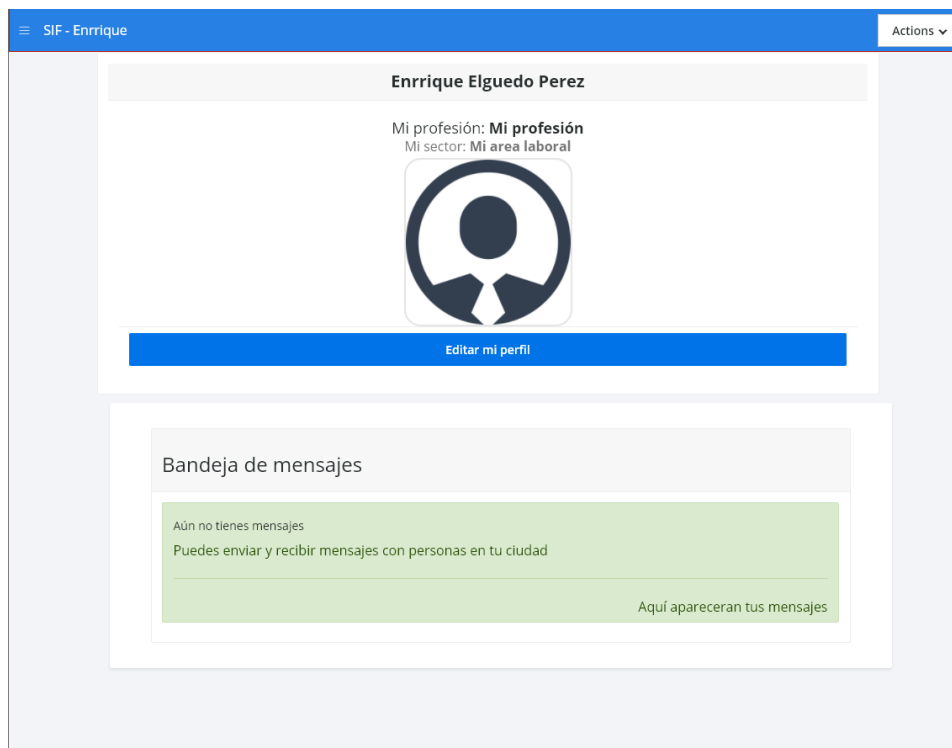 SIF - Enrrique
Actions
Enrrique Elguedo Perez
Mi profesión: Mi profesión
Mi sector: Mi area laboral
Editar mi perfil
Bandeja de mensajes
Aún no tienes mensajes
Puedes enviar y recibir mensajes con personas en tu ciudad
Aquí apareceran tus mensajes